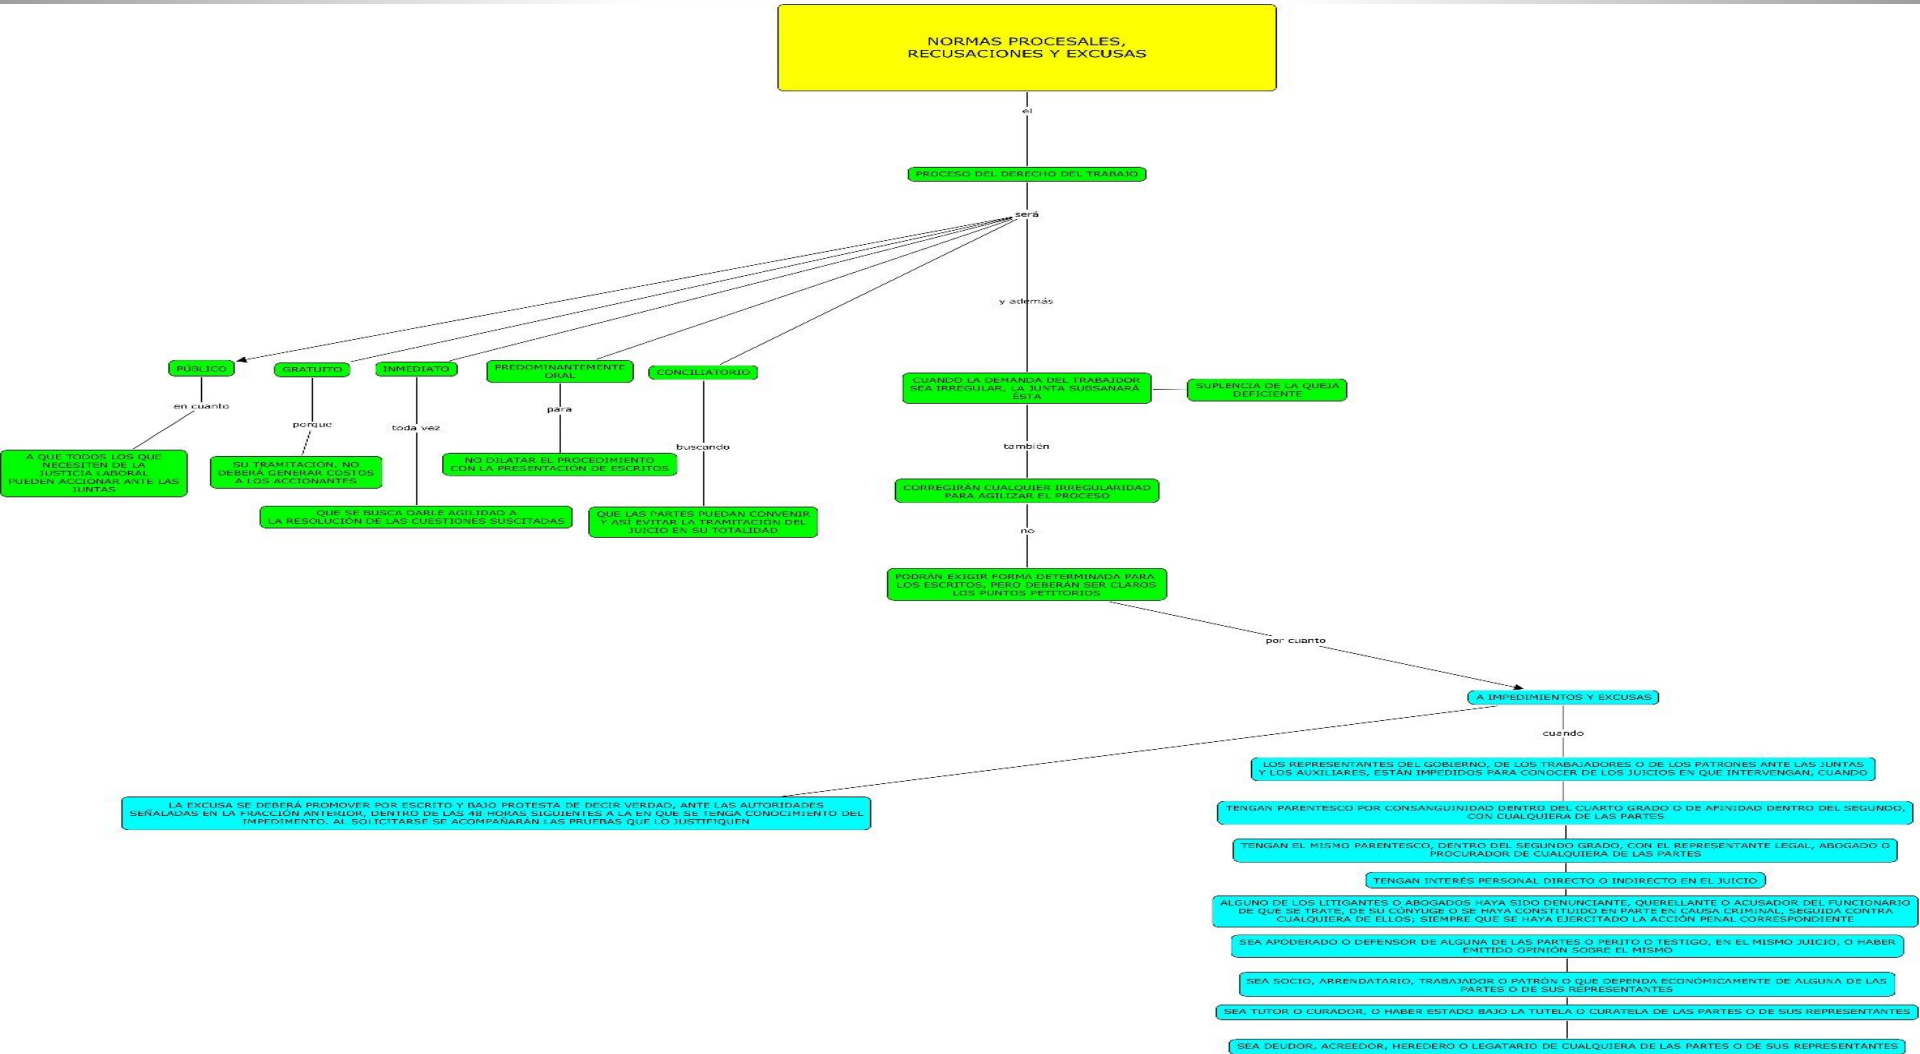 NORMAS PROCESALES,
RECUSACIONES Y EXCUSAS
el
PROCESO DEL DERECHO DEL TRABAJO
será
y además
PÚBLICO
GRATUITO
INMEDIATO
PREDOMINANTEMENTE
ORAL
CONCILIATORIO
en cuanto
porque
toda vez
para
buscando
A QUE TODOS LOS QUE
NECESITEN DE LA
JUSTICIA LABORAL
PUEDEN ACCIONAR ANTE LAS
JUNTAS
SU TRAMITACIÓN, NO
DEBERÁ GENERAR COSTOS
A LOS ACCIONANTES
QUE SE BUSCA DARLE AGILIDAD A
LA RESOLUCIÓN DE LAS CUESTIONES SUSCITADAS
NO DILATAR EL PROCEDIMIENTO
CON LA PRESENTACIÓN DE ESCRITOS
QUE LAS PARTES PUEDAN CONVENIR
Y ASÍ EVITAR LA TRAMITACIÓN DEL
JUICIO EN SU TOTALIDAD
CUANDO LA DEMANDA DEL TRABAJDOR
SEA IRREGULAR, LA JUNTA SUBSANARÁ
ÉSTA
SUPLENCIA DE LA QUEJA
DEFICIENTE
también
CORREGIRÁN CUALQUIER IRREGULARIDAD
PARA AGILIZAR EL PROCESO
no
PODRÁN EXIGIR FORMA DETERMINADA PARA
LOS ESCRITOS, PERO DEBERÁN SER CLAROS
LOS PUNTOS PETITORIOS
por cuanto
A IMPEDIMIENTOS Y EXCUSAS
cuando
LA EXCUSA SE DEBERÁ PROMOVER POR ESCRITO Y BAJO PROTESTA DE DECIR VERDAD, ANTE LAS AUTORIDADES
SEÑALADAS EN LA FRACCIÓN ANTERIOR, DENTRO DE LAS 48 HORAS SIGUIENTES A LA EN QUE SE TENGA CONOCIMIENTO DEL
IMPEDIMENTO. AL SOLICITARSE SE ACOMPAÑARÁN LAS PRUEBAS QUE LO JUSTIFIQUEN
LOS REPRESENTANTES DEL GOBIERNO, DE LOS TRABAJADORES O DE LOS PATRONES ANTE LAS JUNTAS
Y LOS AUXILIARES, ESTÁN IMPEDIDOS PARA CONOCER DE LOS JUICIOS EN QUE INTERVENGAN, CUANDO
TENGAN PARENTESCO POR CONSANGUINIDAD DENTRO DEL CUARTO GRADO O DE AFINIDAD DENTRO DEL SEGUNDO,
CON CUALQUIERA DE LAS PARTES
TENGAN EL MISMO PARENTESCO, DENTRO DEL SEGUNDO GRADO, CON EL REPRESENTANTE LEGAL, ABOGADO O
PROCURADOR DE CUALQUIERA DE LAS PARTES
TENGAN INTERÉS PERSONAL DIRECTO O INDIRECTO EN EL JUICIO
ALGUNO DE LOS LITIGANTES O ABOGADOS HAYA SIDO DENUNCIANTE, QUERELLANTE O ACUSADOR DEL FUNCIONARIO
DE QUE SE TRATE, DE SU CÓNYUGE O SE HAYA CONSTITUIDO EN PARTE EN CAUSA CRIMINAL, SEGUIDA CONTRA
CUALQUIERA DE ELLOS; SIEMPRE QUE SE HAYA EJERCITADO LA ACCIÓN PENAL CORRESPONDIENTE
SEA APODERADO O DEFENSOR DE ALGUNA DE LAS PARTES O PERITO O TESTIGO, EN EL MISMO JUICIO, O HABER
EMITIDO OPINIÓN SOBRE EL MISMO
SEA SOCIO, ARRENDATARIO, TRABAJADOR O PATRÓN O QUE DEPENDA ECONÓMICAMENTE DE ALGUNA DE LAS
PARTES O DE SUS REPRESENTANTES
SEA TUTOR O CURADOR, O HABER ESTADO BAJO LA TUTELA O CURATELA DE LAS PARTES O DE SUS REPRESENTANTES
SEA DEUDOR, ACREEDOR, HEREDERO O LEGATARIO DE CUALQUIERA DE LAS PARTES O DE SUS REPRESENTANTES